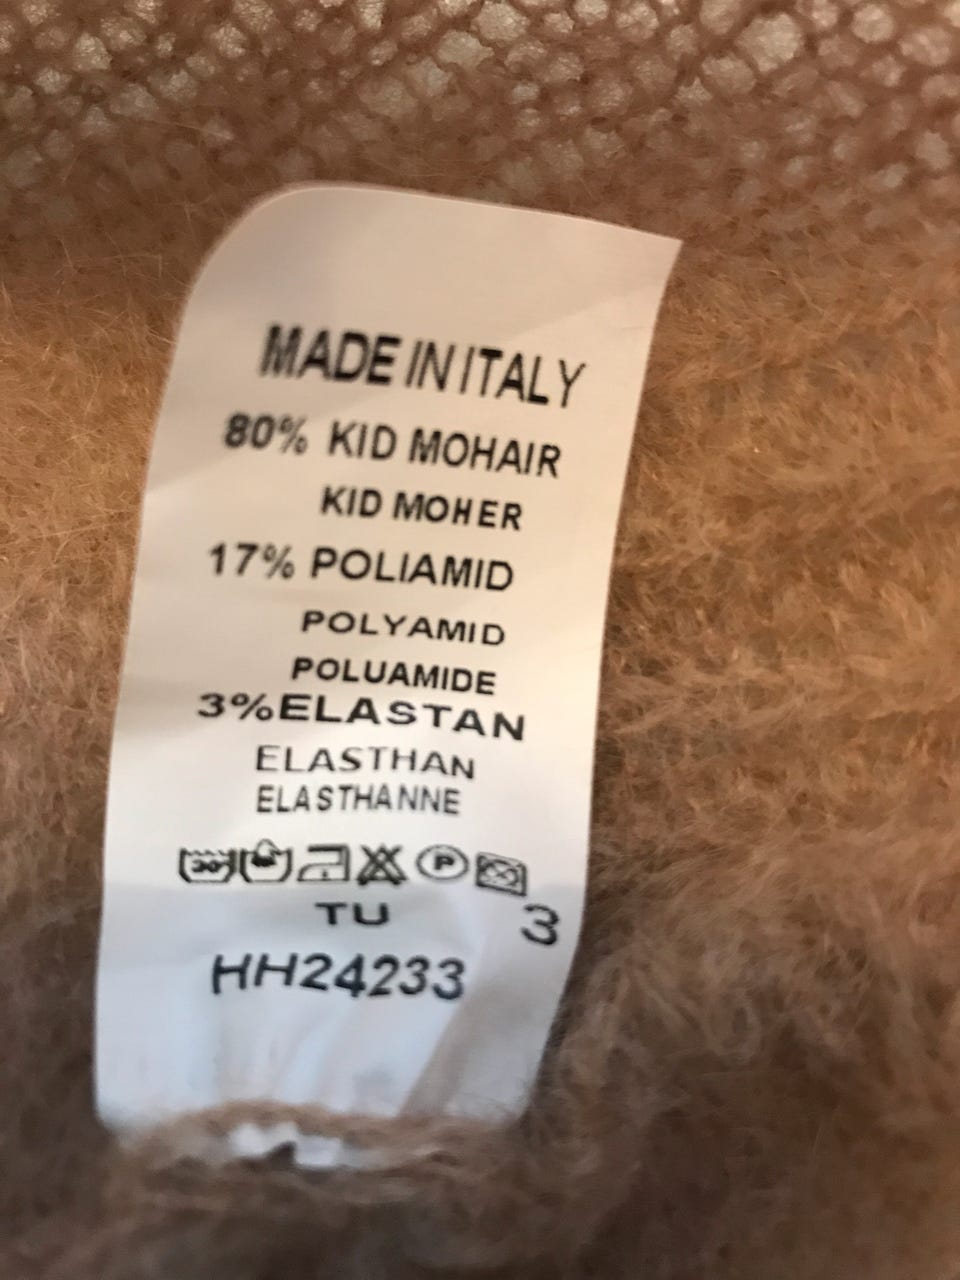 MADE IN ITALY
80% KID MOHAIR
KID MOHER
17% POLIAMID
POLYAMID
POLUAMIDE
3%ELASTAN
ELASTHAN
ELASTHANNE
30° P
TU 3
HH24233